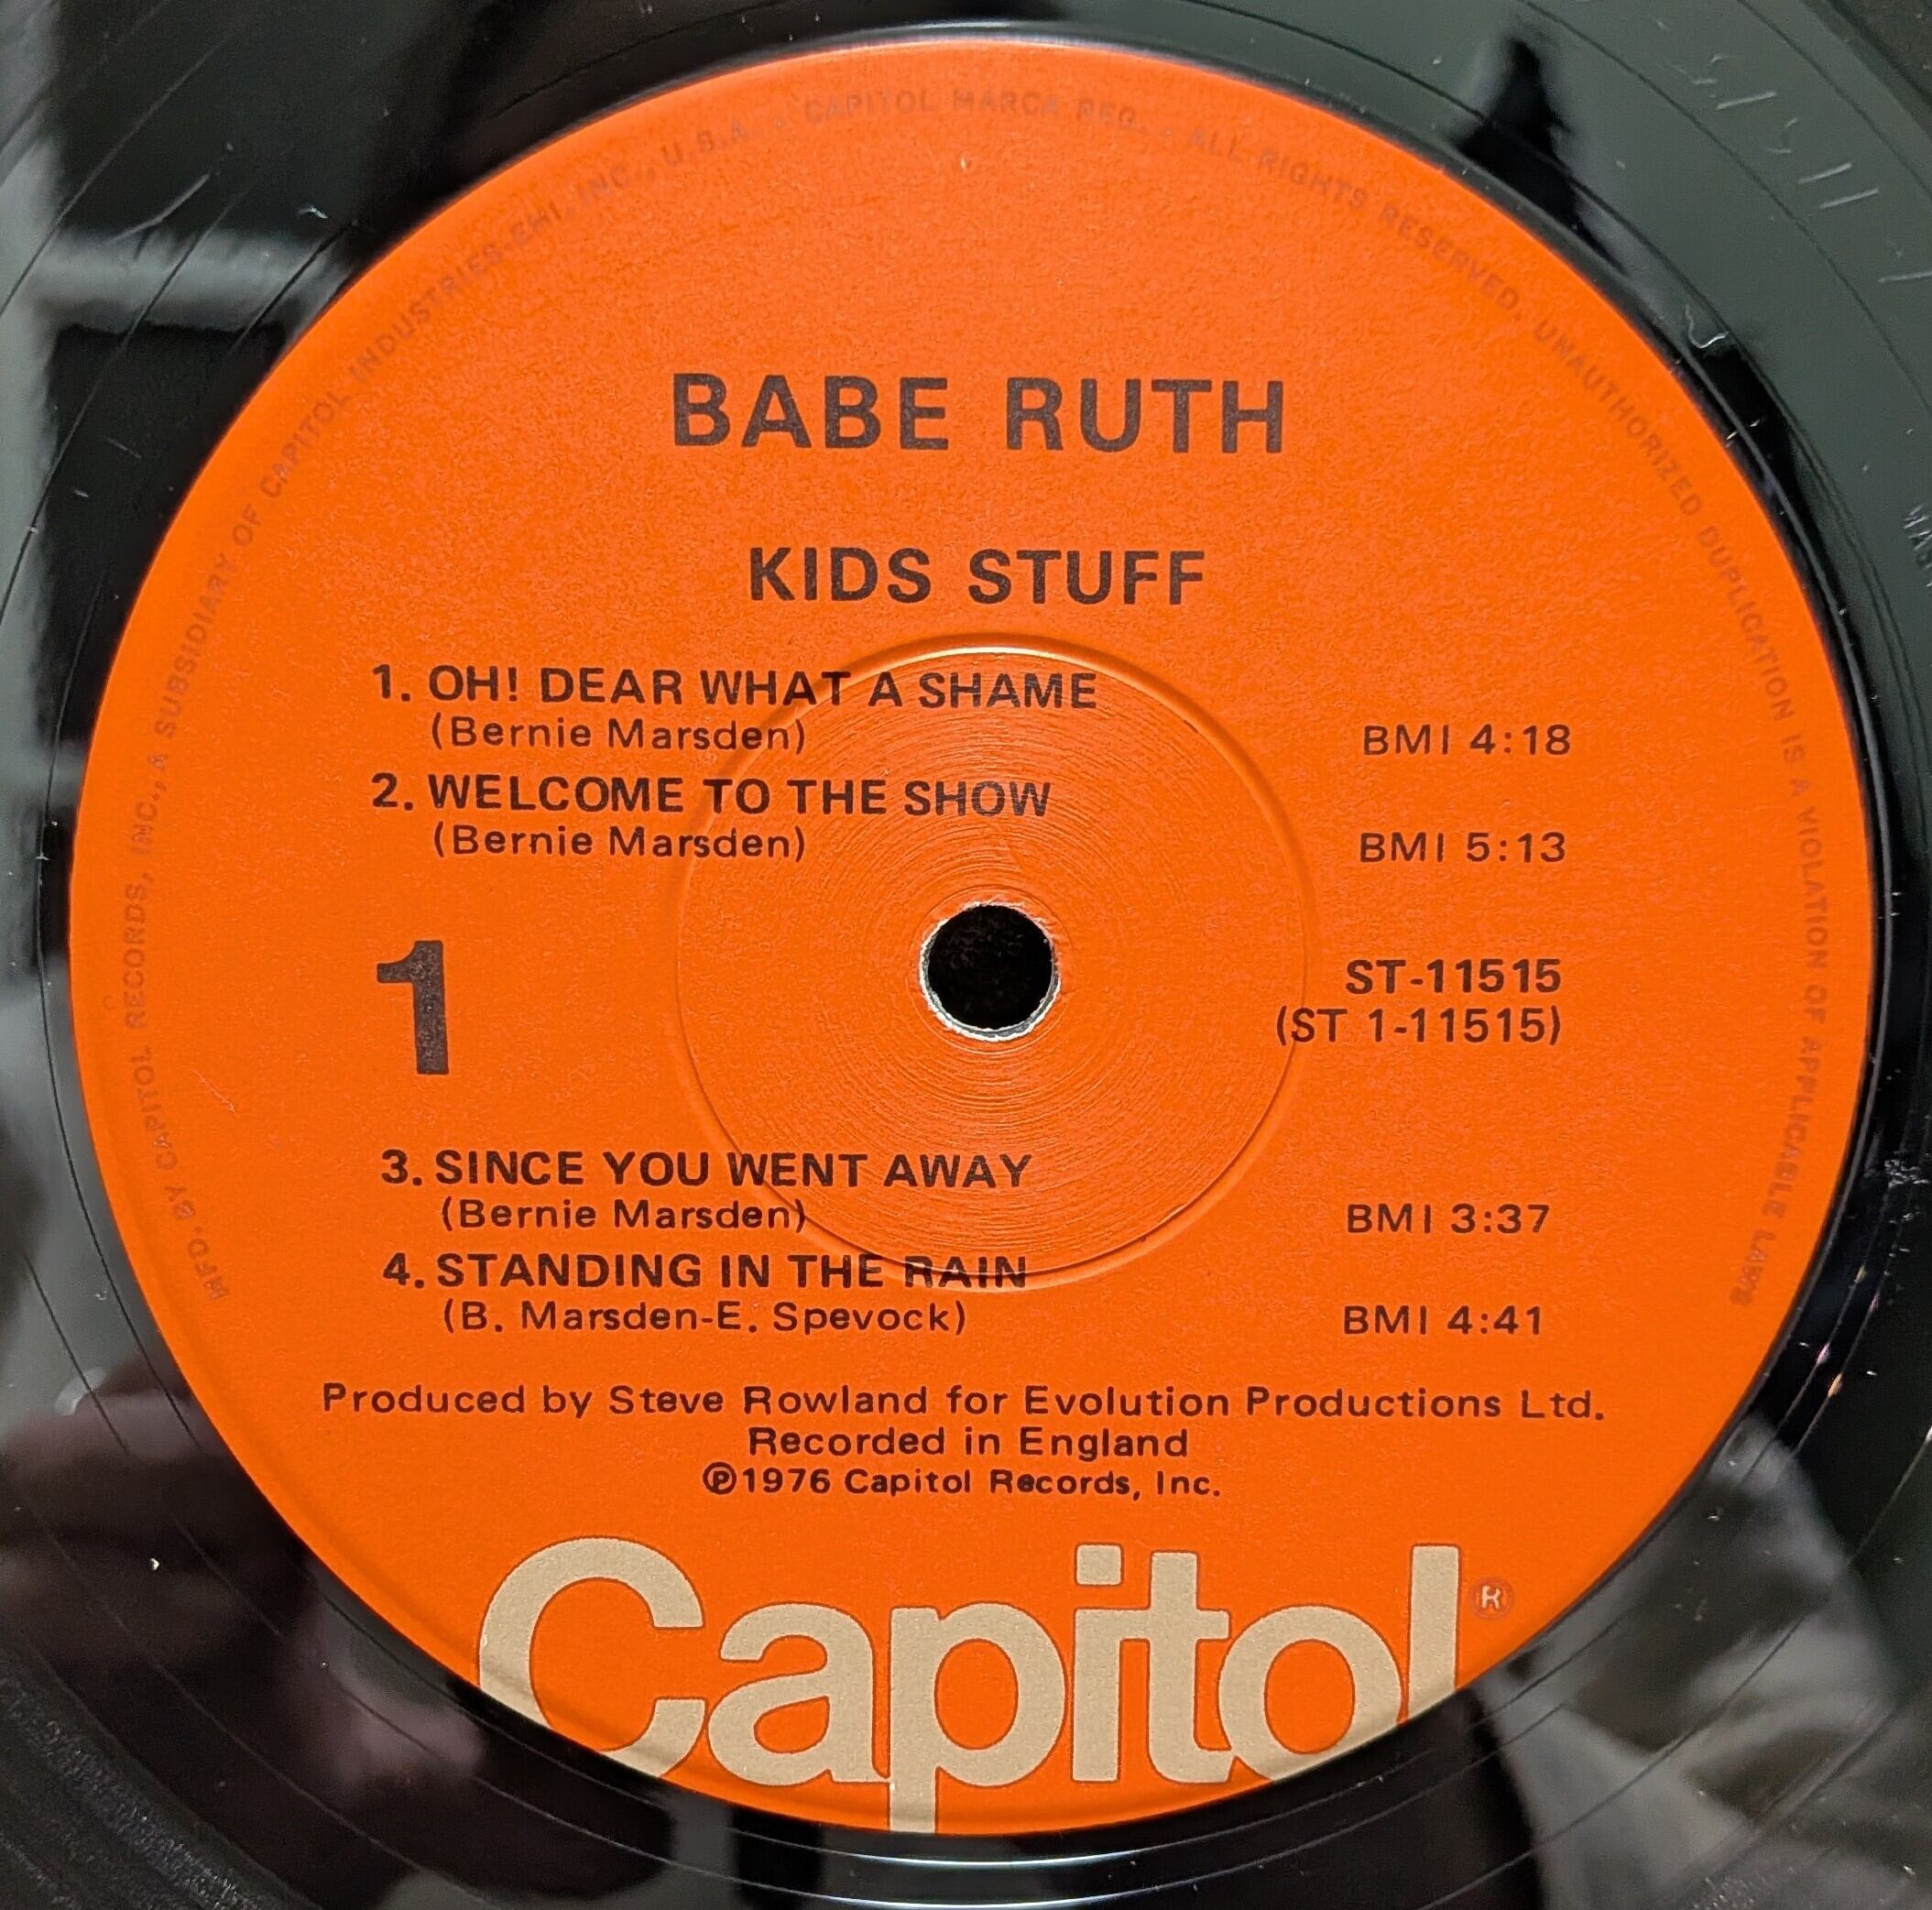 MFD. BY CAPITOL RECORDS, INC., A SUBSIDIARY OF CAPITOL INDUSTRIES-EMI, INC., U.S.A. • CAPITOL MARCA REG. • ALL RIGHTS RESERVED. UNAUTHORIZED DUPLICATION IS A VIOLATION OF APPLICABLE LAWS
BABE RUTH
KIDS STUFF
1. OH! DEAR WHAT A SHAME
(Bernie Marsden) BMI 4:18
2. WELCOME TO THE SHOW
(Bernie Marsden) BMI 5:13
1
ST-11515
(ST 1-11515)
3. SINCE YOU WENT AWAY
(Bernie Marsden) BMI 3:37
4. STANDING IN THE RAIN
(B. Marsden-E. Spevock) BMI 4:41
Produced by Steve Rowland for Evolution Productions Ltd.
Recorded in England
℗1976 Capitol Records, Inc.
Capitol®